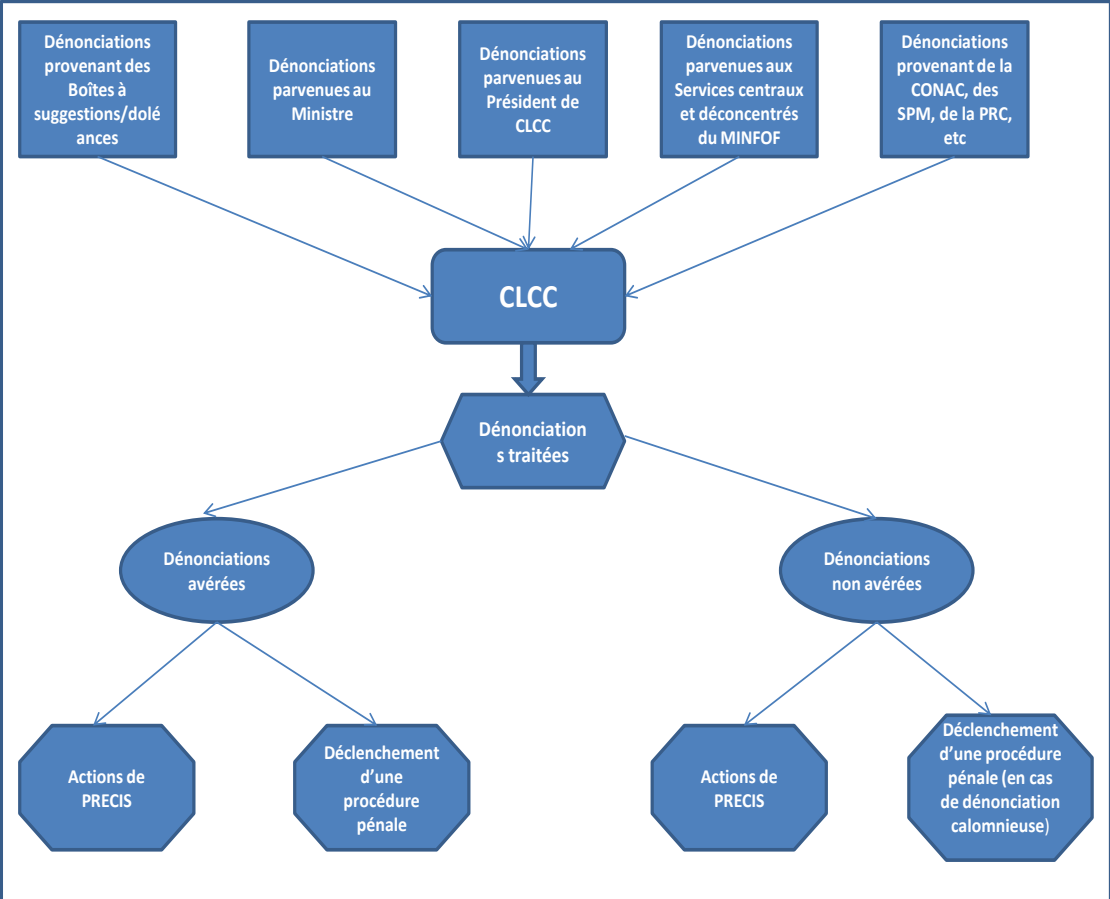 Dénonciations
provenant des
Boîtes à
suggestions/dolé
ances
Dénonciations
parvenues au
Ministre
Dénonciations
parvenues au
Président de
CLCC
Dénonciations
parvenues aux
Services centraux
et déconcentrés
du MINFOF
Dénonciations
provenant de la
CONAC, des
SPM, de la PRC,
etc
CLCC
Dénonciation
s traitées
Dénonciations
avérées
Dénonciations
non avérées
Actions de
PRECIS
Déclenchement
d’une
procédure
pénale
Actions de
PRECIS
Déclenchement
d’une procédure
pénale (en cas
de dénonciation
calomnieuse)